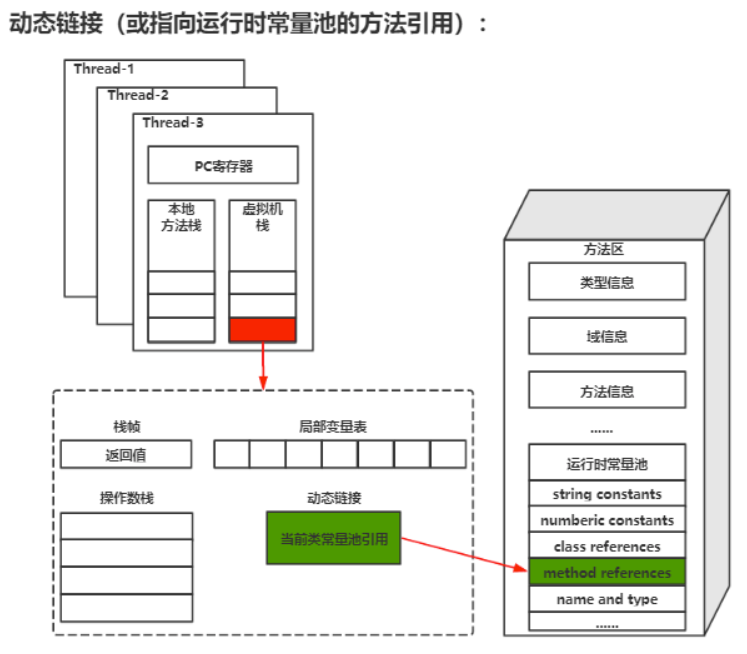 动态链接（或指向运行时常量池的方法引用）：
Thread-1
Thread-2
Thread-3
PC寄存器
本地
方法栈
虚拟机
栈
栈帧
返回值
局部变量表
操作数栈
动态链接
当前类常量池引用
方法区
类型信息
域信息
方法信息
......
运行时常量池
string constants
numberic constants
class references
method references
name and type
......